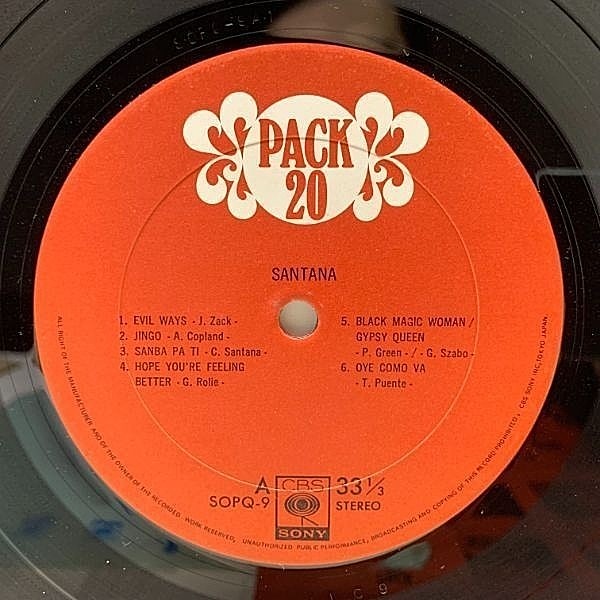 PACK
20
SANTANA
1. EVIL WAYS - J. Zack -
2. JINGO - A. Copland -
3. SANBA PA TI - C. Santana -
4. HOPE YOU'RE FEELING
BETTER - G. Rolie -
5. BLACK MAGIC WOMAN /
GYPSY QUEEN
- P. Green - / - G. Szabo -
6. OYE COMO VA
- T. Puente -
A
SOPQ-9
CBS
SONY
33 1/3
STEREO
ALL RIGHT OF THE MANUFACTURER AND OF THE OWNER OF THE RECORDED WORK RESERVED, UNAUTHORIZED PUBLIC PERFORMANCE, BROADCASTING AND COPYING OF THIS RECORD PROHIBITED, CBS SONY INC. TOKYO JAPAN